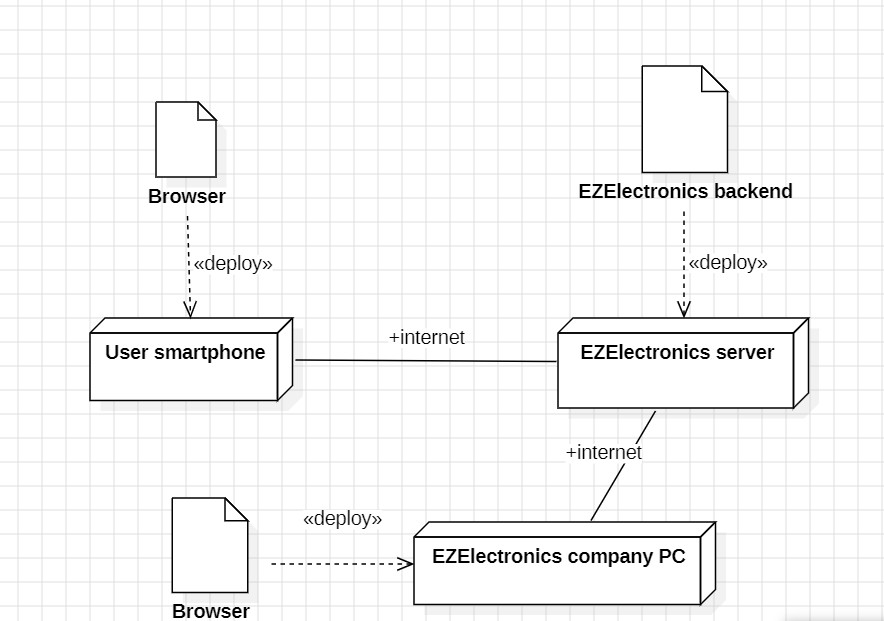 Browser
EZElectronics backend
«deploy»
«deploy»
User smartphone
+internet
EZElectronics server
+internet
«deploy»
EZElectronics company PC
Browser